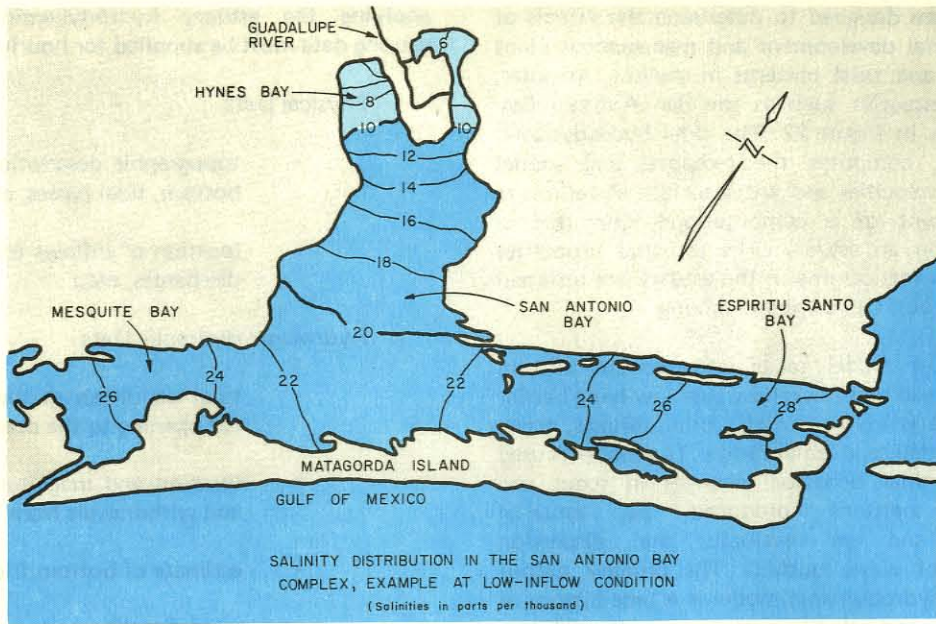 GUADALUPE
RIVER
6
HYNES BAY
8
10
10
12
14
16
18
SAN ANTONIO
BAY
ESPIRITU SANTO
BAY
MESQUITE BAY
20
26
24
22
22
24
26
28
N
MATAGORDA ISLAND
GULF OF MEXICO
SALINITY DISTRIBUTION IN THE SAN ANTONIO BAY
COMPLEX, EXAMPLE AT LOW-INFLOW CONDITION
(Salinities in parts per thousand)